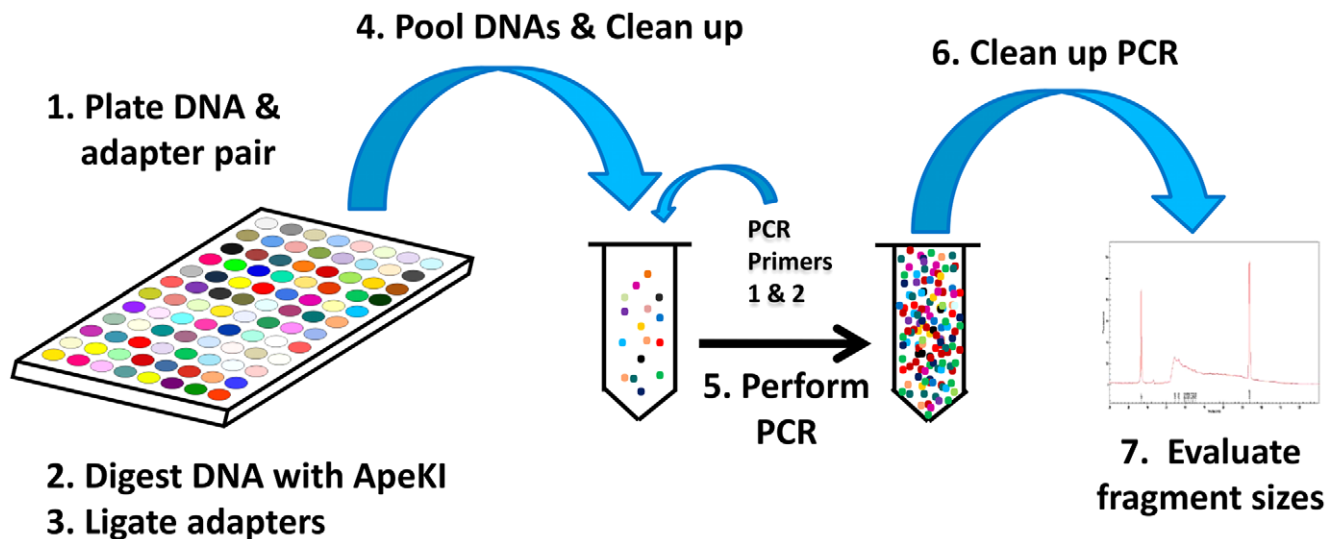 4. Pool DNAs & Clean up
6. Clean up PCR
1. Plate DNA &
adapter pair
PCR
Primers
1 & 2
5. Perform
PCR
2. Digest DNA with ApeKI
3. Ligate adapters
7. Evaluate
fragment sizes